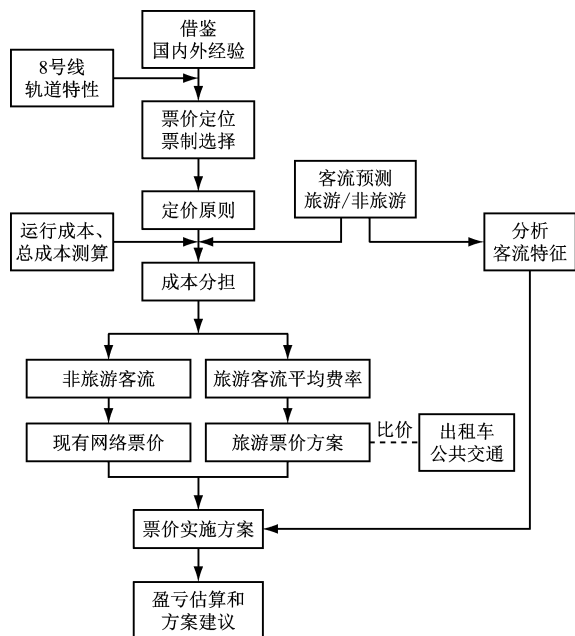 借鉴
国内外经验
8号线
轨道特性
票价定位
票制选择
客流预测
旅游/非旅游
定价原则
运行成本、
总成本测算
分析
客流特征
成本分担
非旅游客流
旅游客流平均费率
现有网络票价
旅游票价方案
比价
出租车
公共交通
票价实施方案
盈亏估算和
方案建议